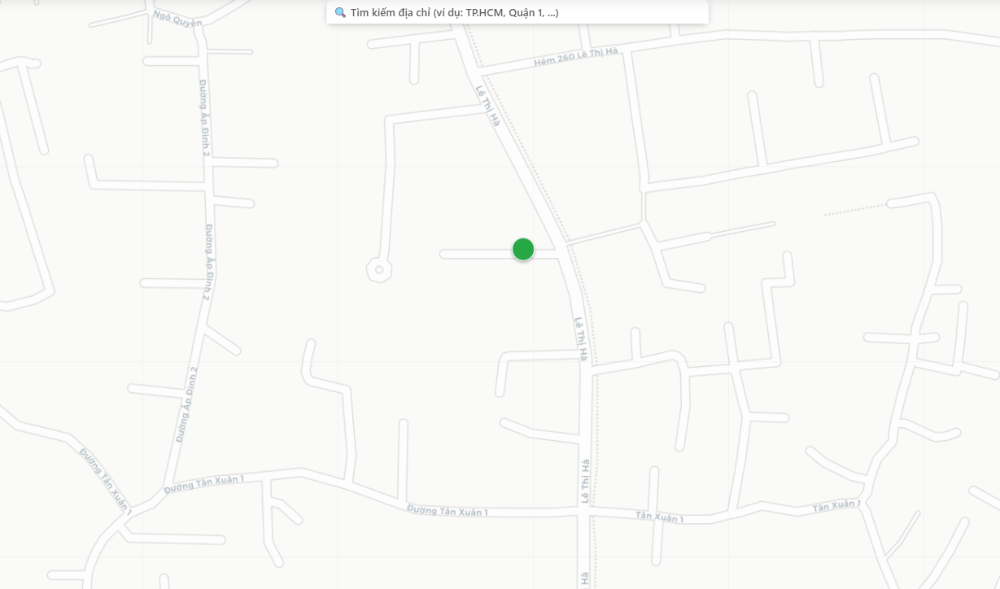 Tìm kiếm địa chỉ (ví dụ: TP.HCM, Quận 1, ...)
Ngô Quyền
Hẻm 260 Lê Thị Hà
Đường Ấp Đình 2
Lê Thị Hà
Đường Ấp Đình 2
Lê Thị Hà
Đường Ấp Đình 2
Đường Tân Xuân 1
Lê Thị Hà
Đường Tân Xuân 1
Đường Tân Xuân 1
Tân Xuân 1
Tân Xuân 1
Hà